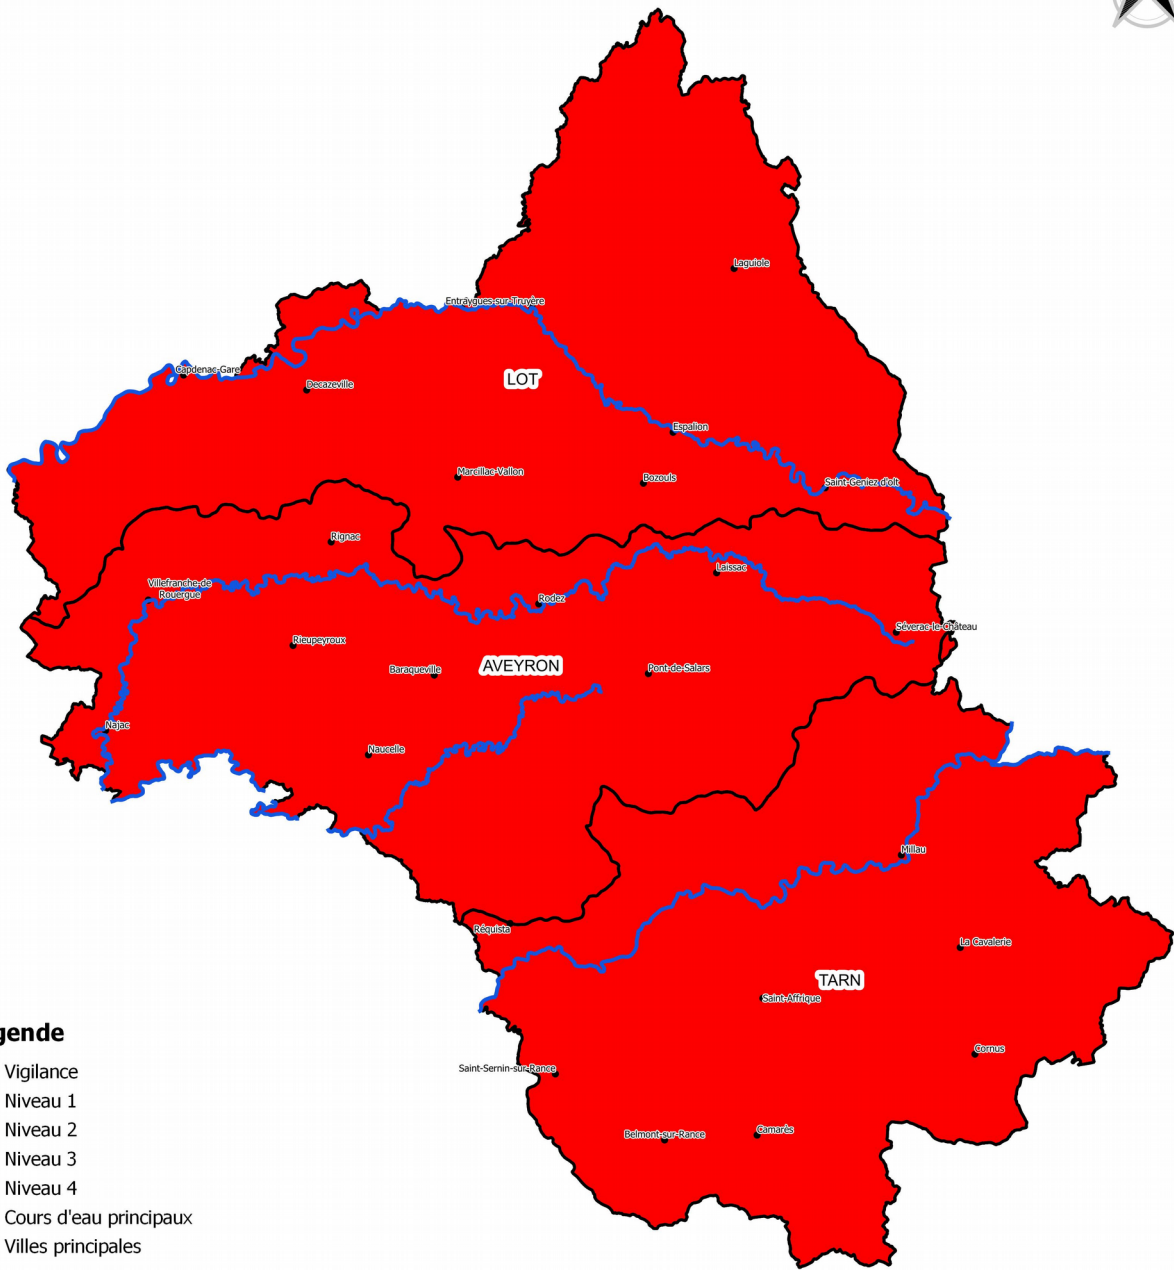 Laguiole
Entraygues-sur-Truyère
Capdenac-Gare
LOT
Decazeville
Espalion
Marcillac-Vallon
Bozouls
Saint-Geniez d'olt
Rignac
Laissac
Villefranche-de
Rouergue
Rodez
Séverac-le-Château
Rieupeyroux
Baraqueville
AVEYRON
Pont-de-Salars
Najac
Naucelle
Millau
Réquista
La Cavalerie
TARN
Saint-Affrique
Cornus
Saint-Sernin-sur-Rance
Belmont-sur-Rance
Camarès
gende
Vigilance
Niveau 1
Niveau 2
Niveau 3
Niveau 4
Cours d'eau principaux
Villes principales